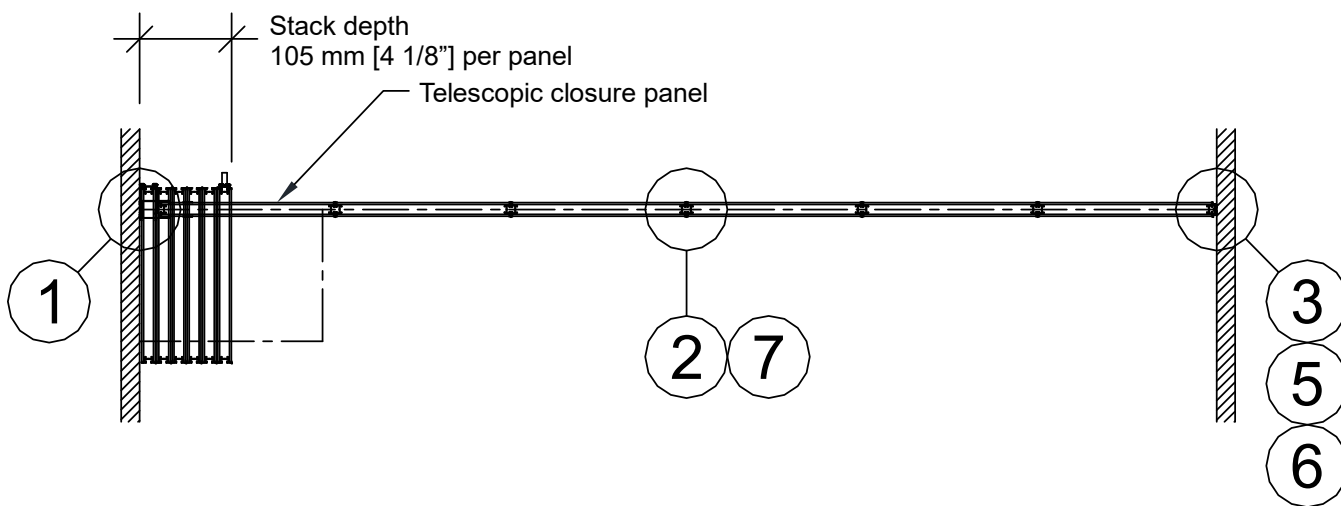 Stack depth
105 mm [4 1/8”] per panel
Telescopic closure panel
1
2 7
3
5
6